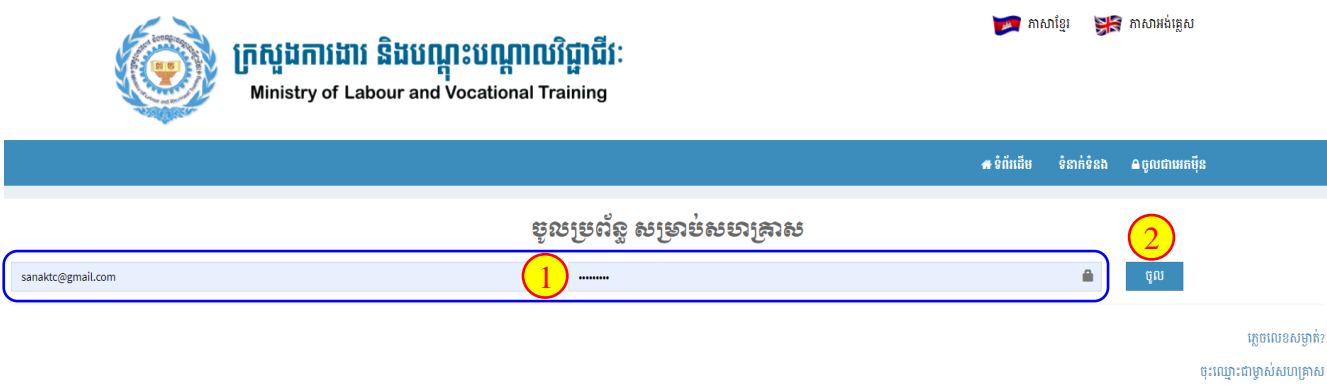 ភាសាខ្មែរ ភាសាអង់គ្លេស
ក្រសួងការងារ និងបណ្តុះបណ្តាលវិជ្ជាជីវៈ
Ministry of Labour and Vocational Training
ទំព័រដើម ទំនាក់ទំនង ចូលជាអេតមុីន
ចូលប្រព័ន្ធ សម្រាប់សហគ្រាស
2
sanaktc@gmail.com 1 ••••••••• ចូល
ភ្លេចលេខសម្ងាត់?
ចុះឈ្មោះជាម្ចាស់សហគ្រាស